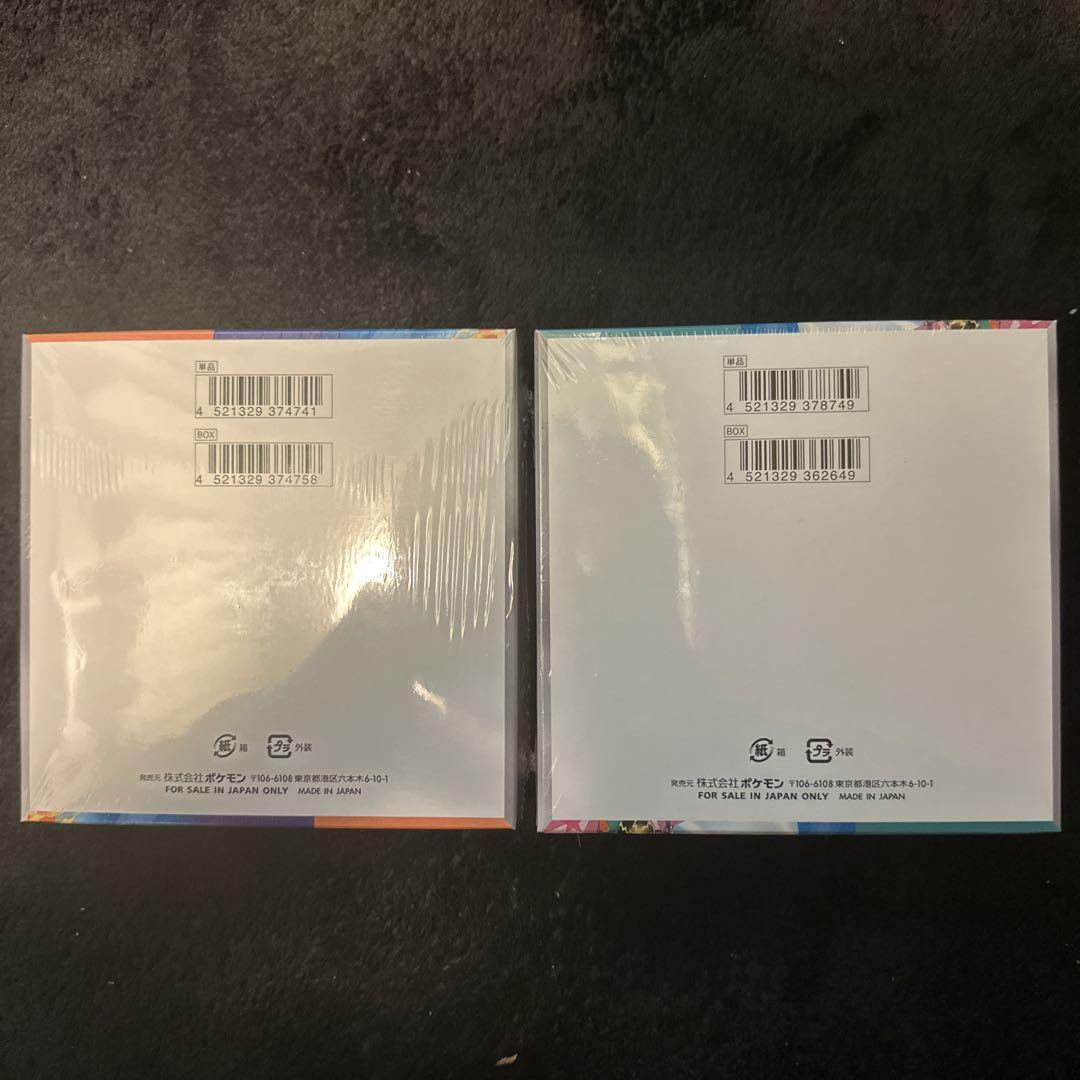 単品
4 521329 374741
BOX
4 521329 374758
紙 箱 プラ 外装
発売元 株式会社ポケモン 〒106-6108 東京都港区六本木6-10-1
FOR SALE IN JAPAN ONLY MADE IN JAPAN
単品
4 521329 378749
BOX
4 521329 362649
紙 箱 プラ 外装
発売元 株式会社ポケモン 〒106-6108 東京都港区六本木6-10-1
FOR SALE IN JAPAN ONLY MADE IN JAPAN